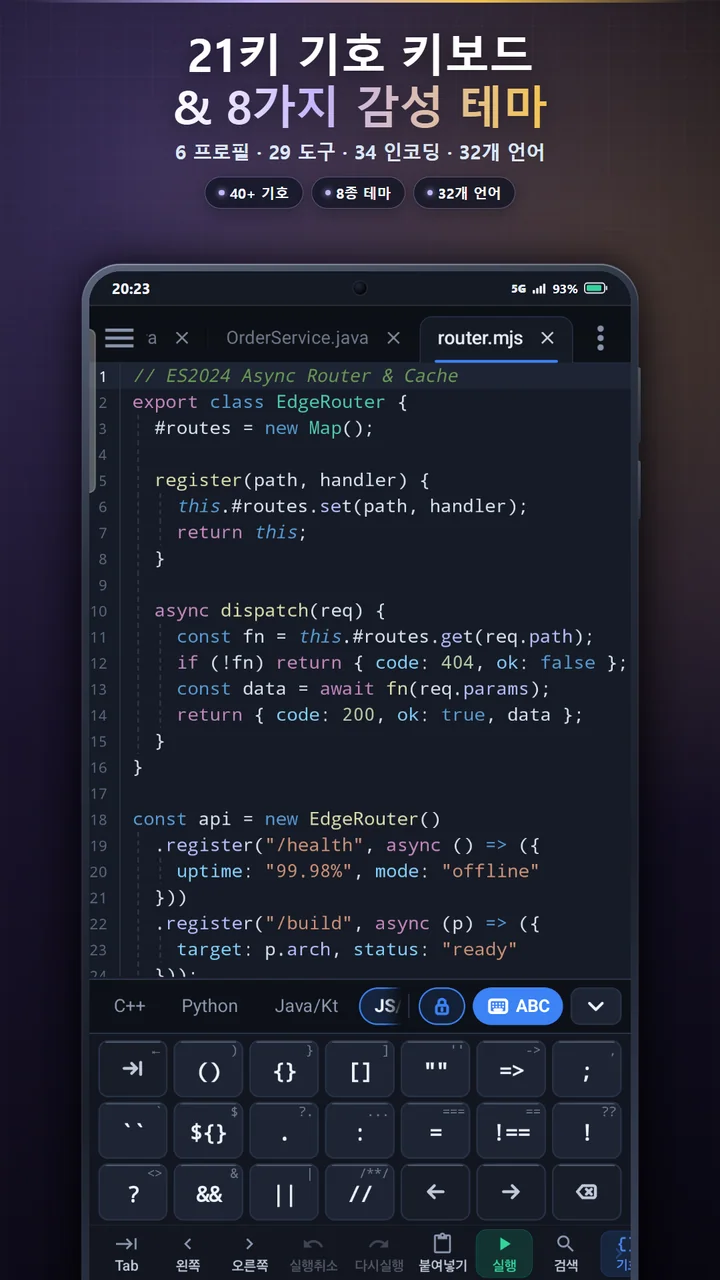 21키 기호 키보드
& 8가지 감성 테마
6 프로필 · 29 도구 · 34 인코딩 · 32개 언어
40+ 기호 8종 테마 32개 언어
20:23 5G 93%
a OrderService.java router.mjs
1 // ES2024 Async Router & Cache
2 export class EdgeRouter {
3 #routes = new Map();
4
5 register(path, handler) {
6 this.#routes.set(path, handler);
7 return this;
8 }
9
10 async dispatch(req) {
11 const fn = this.#routes.get(req.path);
12 if (!fn) return { code: 404, ok: false };
13 const data = await fn(req.params);
14 return { code: 200, ok: true, data };
15 }
16 }
17
18 const api = new EdgeRouter()
19 .register("/health", async () => ({
20 uptime: "99.98%", mode: "offline"
21 }))
22 .register("/build", async (p) => ({
23 target: p.arch, status: "ready"
24 }));
C++ Python Java/Kt JS/ ABC
← ) } ] '' -> ,
→| () {} [] "" => ;
` $ ?. ... === == ??
`` ${} . : = !== !
<> & | /**/
? && || // ← →
Tab 왼쪽 오른쪽 실행취소 다시실행 붙여넣기 실행 검색